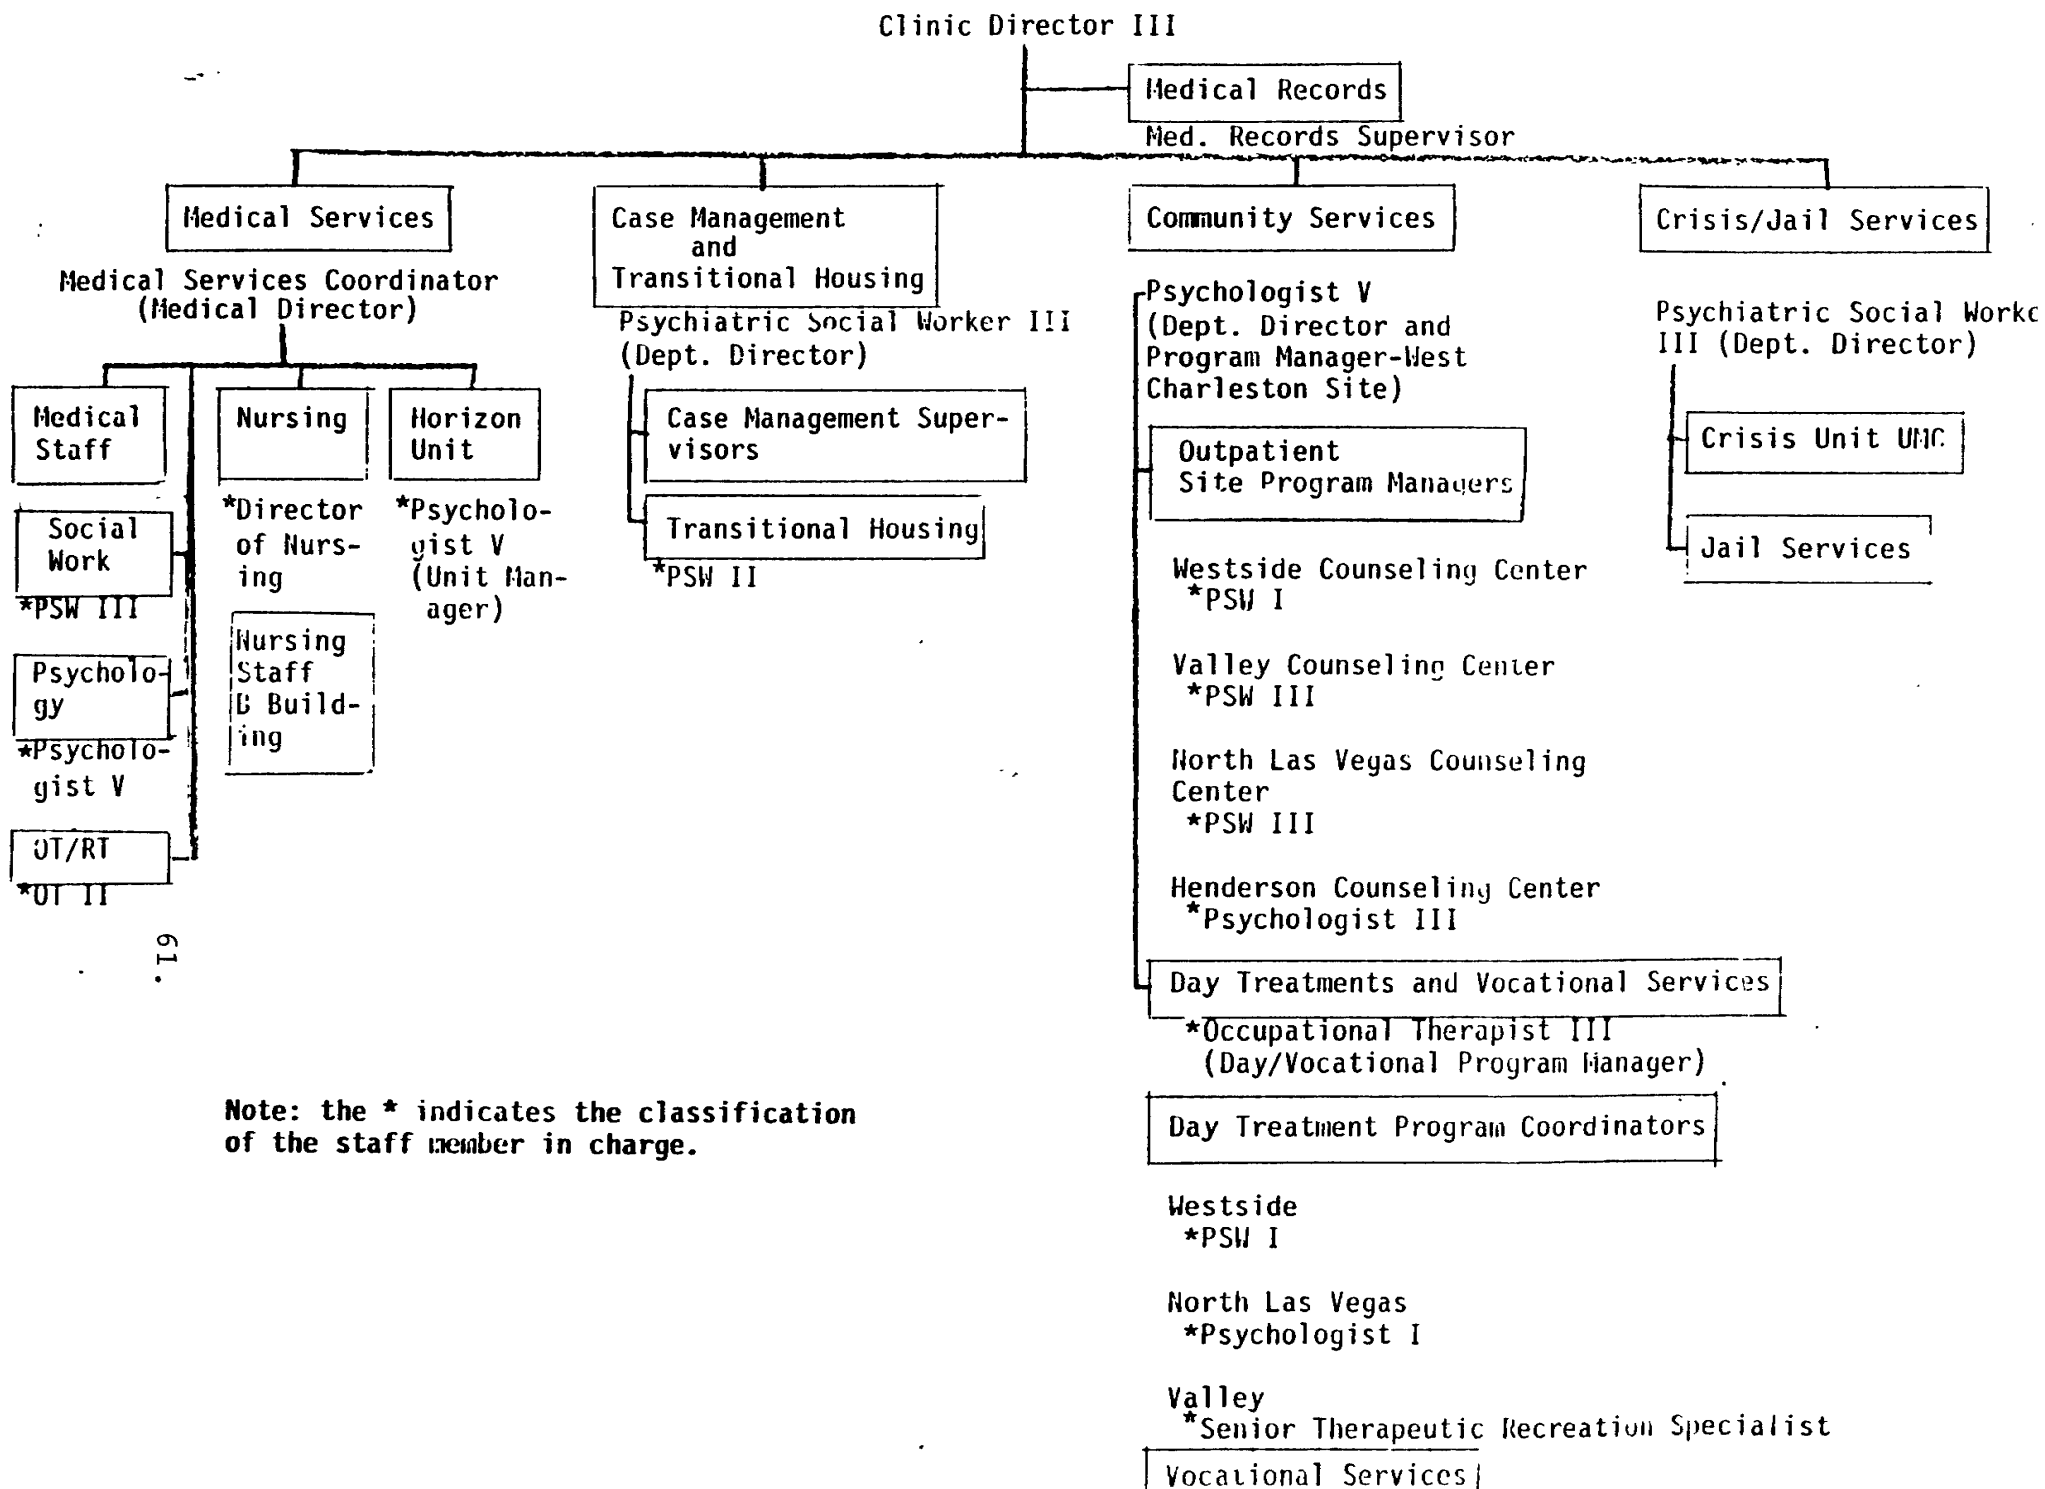 Clinic Director III
Medical Records
Med. Records Supervisor
Medical Services
Medical Services Coordinator
(Medical Director)
Medical
Staff
Social
Work
*PSW III
Psycholo-
gy
*Psycholo-
gist V
OT/RT
*OT II
Nursing
*Director
of Nurs-
ing
Nursing
Staff
B Build-
ing
Horizon
Unit
*Psycholo-
gist V
(Unit Man-
ager)
Case Management
and
Transitional Housing
Psychiatric Social Worker III
(Dept. Director)
Case Management Super-
visors
Transitional Housing
*PSW II
Community Services
Psychologist V
(Dept. Director and
Program Manager-West
Charleston Site)
Outpatient
Site Program Managers
Westside Counseling Center
*PSW I
Valley Counseling Center
*PSW III
North Las Vegas Counseling
Center
*PSW III
Henderson Counseling Center
*Psychologist III
Day Treatments and Vocational Services
*Occupational Therapist III
(Day/Vocational Program Manager)
Day Treatment Program Coordinators
Westside
*PSW I
North Las Vegas
*Psychologist I
Valley
*Senior Therapeutic Recreation Specialist
Vocational Services
Crisis/Jail Services
Psychiatric Social Worke
III (Dept. Director)
Crisis Unit UMC
Jail Services
61.
Note: the * indicates the classification
of the staff member in charge.